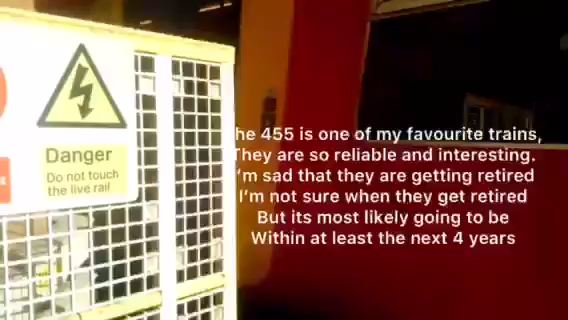 Danger
Do not touch
the live rail
he 455 is one of my favourite trains,
They are so reliable and interesting.
I'm sad that they are getting retired
I'm not sure when they get retired
But its most likely going to be
Within at least the next 4 years